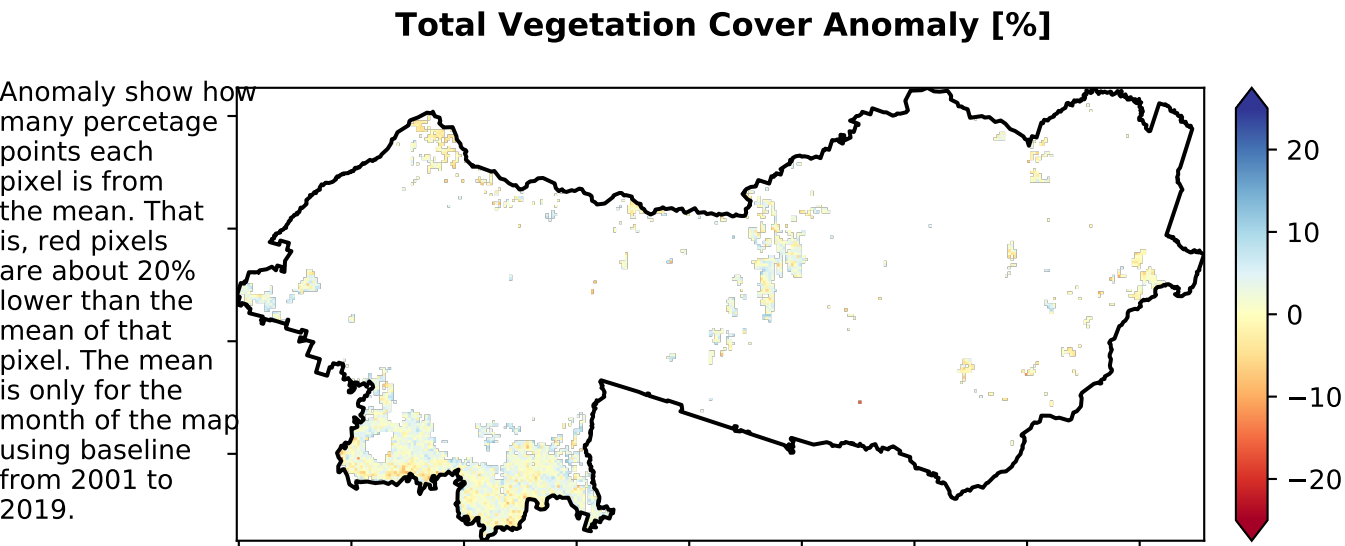 Total Vegetation Cover Anomaly [%]
Anomaly show how
many percetage
points each
pixel is from
the mean. That
is, red pixels
are about 20%
lower than the
mean of that
pixel. The mean
is only for the
month of the map
using baseline
from 2001 to
2019.
20
10
0
−10
−20